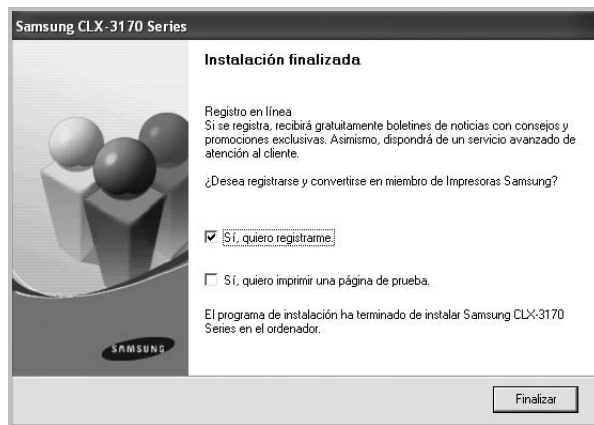 Samsung CLX-3170 Series
Instalación finalizada
Registro en línea
Si se registra, recibirá gratuitamente boletines de noticias con consejos y
promociones exclusivas. Asimismo, dispondrá de un servicio avanzado de
atención al cliente.
¿Desea registrarse y convertirse en miembro de Impresoras Samsung?
Sí, quiero registrarme.
Sí, quiero imprimir una página de prueba.
El programa de instalación ha terminado de instalar Samsung CLX-3170
Series en el ordenador.
SAMSUNG
Finalizar